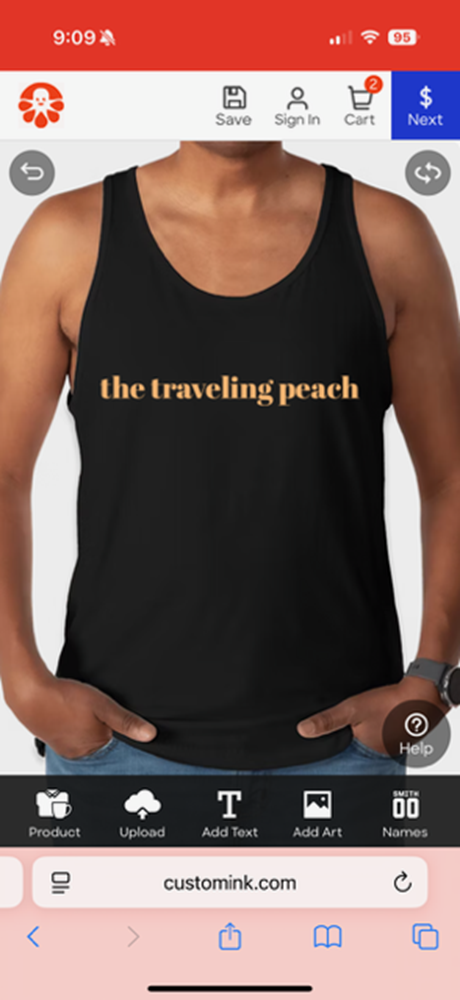 9:09
95
2
$
Save
Sign In
Cart
Next
the traveling peach
?
Help
T
SMITH
00
Product
Upload
Add Text
Add Art
Names
customink.com